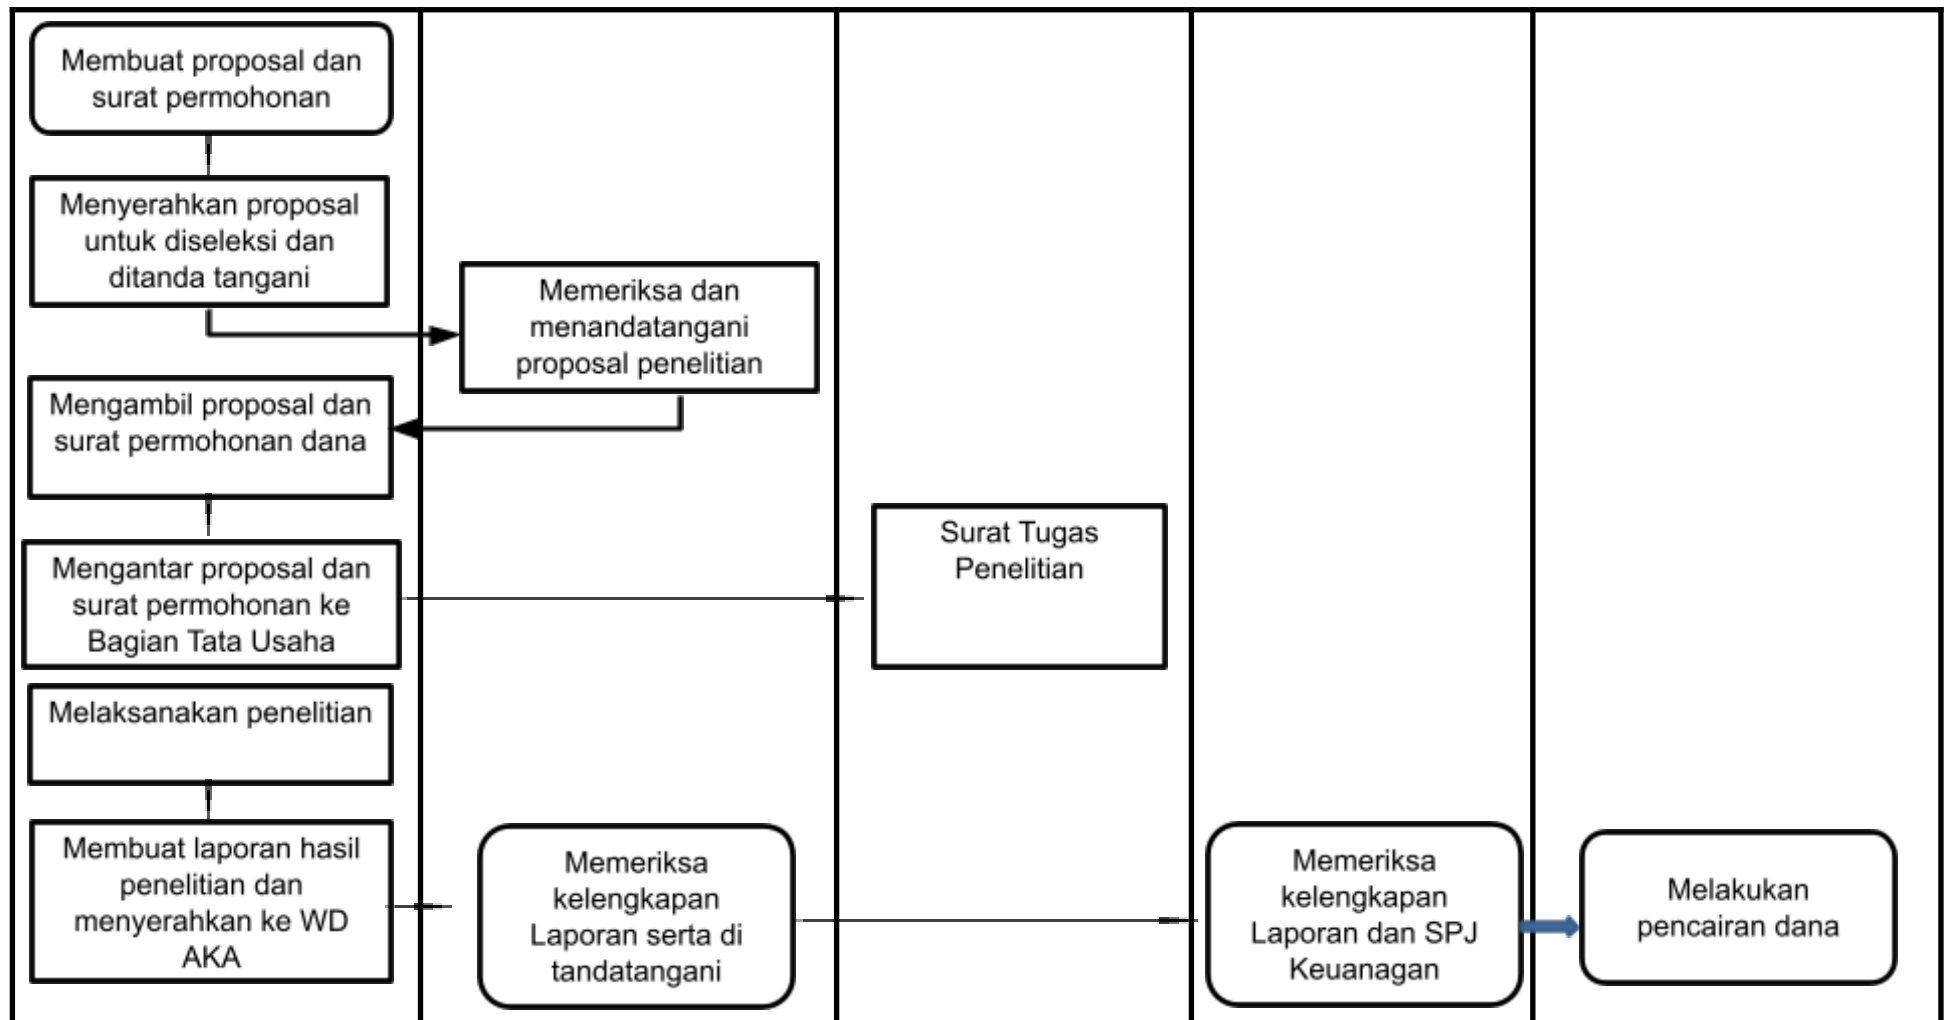 Membuat proposal dan
surat permohonan
Menyerahkan proposal
untuk diseleksi dan
ditanda tangani
Memeriksa dan
menandatangani
proposal penelitian
Mengambil proposal dan
surat permohonan dana
Surat Tugas
Penelitian
Mengantar proposal dan
surat permohonan ke
Bagian Tata Usaha
Melaksanakan penelitian
Membuat laporan hasil
penelitian dan
menyerahkan ke WD
AKA
Memeriksa
kelengkapan
Laporan serta di
tandatangani
Memeriksa
kelengkapan
Laporan dan SPJ
Keuanagan
Melakukan
pencairan dana